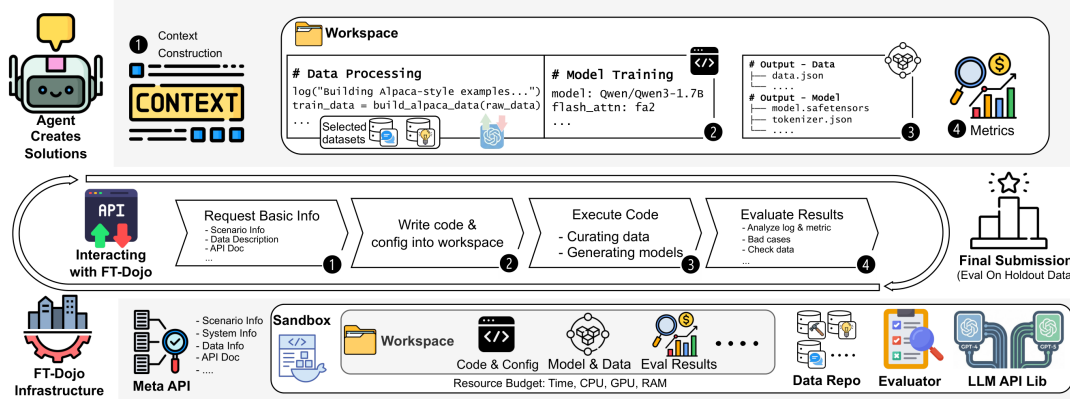 Agent
Creates
Solutions
1
Context
Construction
CONTEXT
Workspace
# Data Processing
log("Building Alpaca-style examples...")
train_data = build_alpaca_data(raw_data)
...
Selected
datasets
# Model Training
model: Qwen/Qwen3-1.7B
flash_attn: fa2
...
</>
2
# Output - Data
├── data.json
└── ....
# Output - Model
├── model.safetensors
├── tokenizer.json
└── ....
3
$
4
Metrics
API
Interacting
with FT-Dojo
Request Basic Info
- Scenario Info
- Data Description
- API Doc
...
1
Write code &
config into workspace
2
Execute Code
- Curating data
- Generating models
3
Evaluate Results
- Analyze log & metric
- Bad cases
- Check data
...
4
Final Submission
(Eval On Holdout Data
FT-Dojo
Infrastructure
Meta API
- Scenario Info
- System Info
- Data Info
- API Doc
- ....
Sandbox
</>
Workspace
</>
Code & Config
Model & Data
$
Eval Results
Resource Budget: Time, CPU, GPU, RAM
Data Repo
Evaluator
GPT-4
GPT-5
LLM API Lib